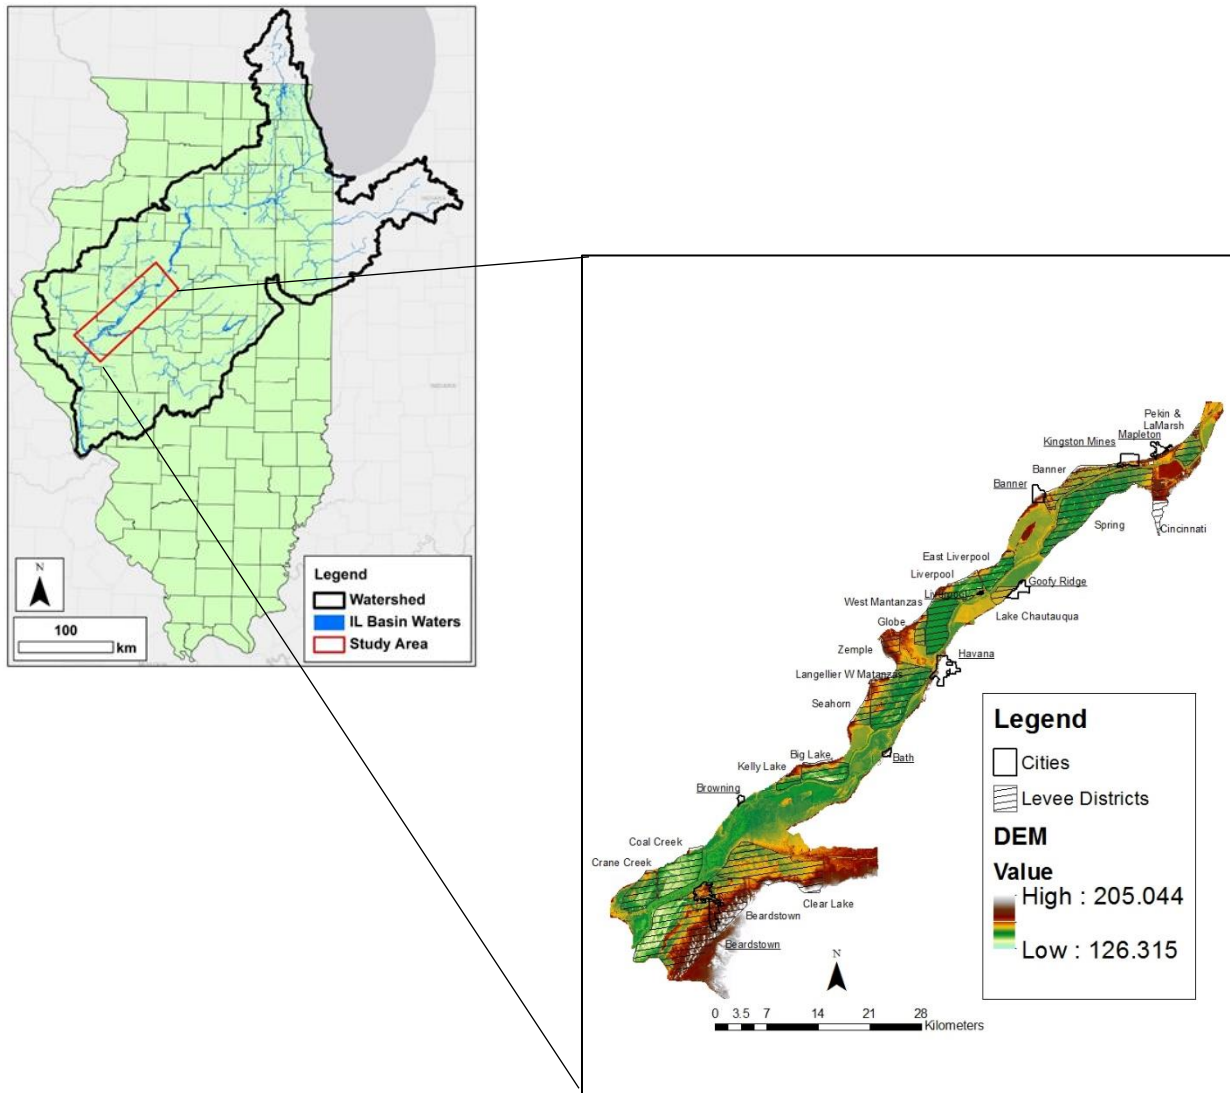 N
100
km
Legend
Watershed
IL Basin Waters
Study Area
Pekin &
LaMarsh
Mapleton
Kingston Mines
Banner
Banner
Spring
Cincinnati
East Liverpool
Liverpool
Liverpool
Goofy Ridge
West Mantanzas
Lake Chautauqua
Globe
Zemple
Havana
Langellier W Matanzas
Seahorn
Big Lake
Bath
Kelly Lake
Browning
Coal Creek
Crane Creek
Clear Lake
Beardstown
Beardstown
N
0 3.5 7 14 21 28
Kilometers
Legend
Cities
Levee Districts
DEM
Value
High : 205.044
Low : 126.315